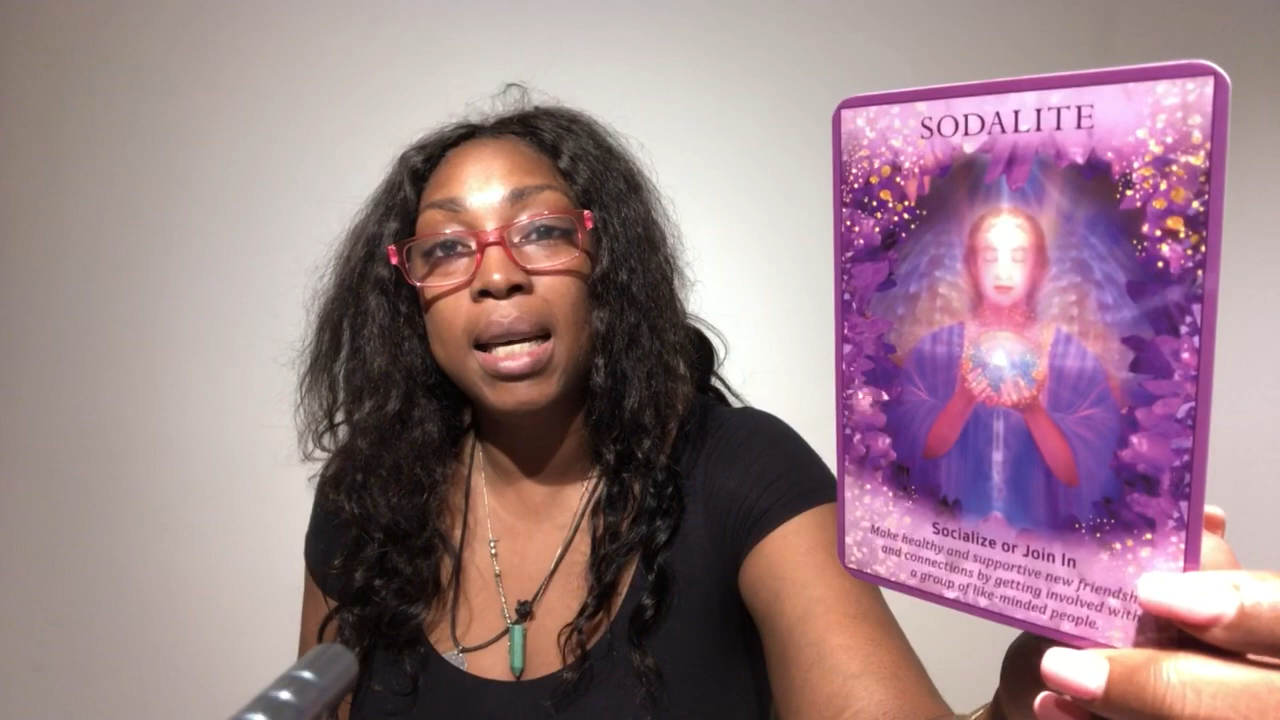 SODALITE
Socialize or Join In
Make healthy and supportive new
and connections by getting involved with
a group of like-minded people.